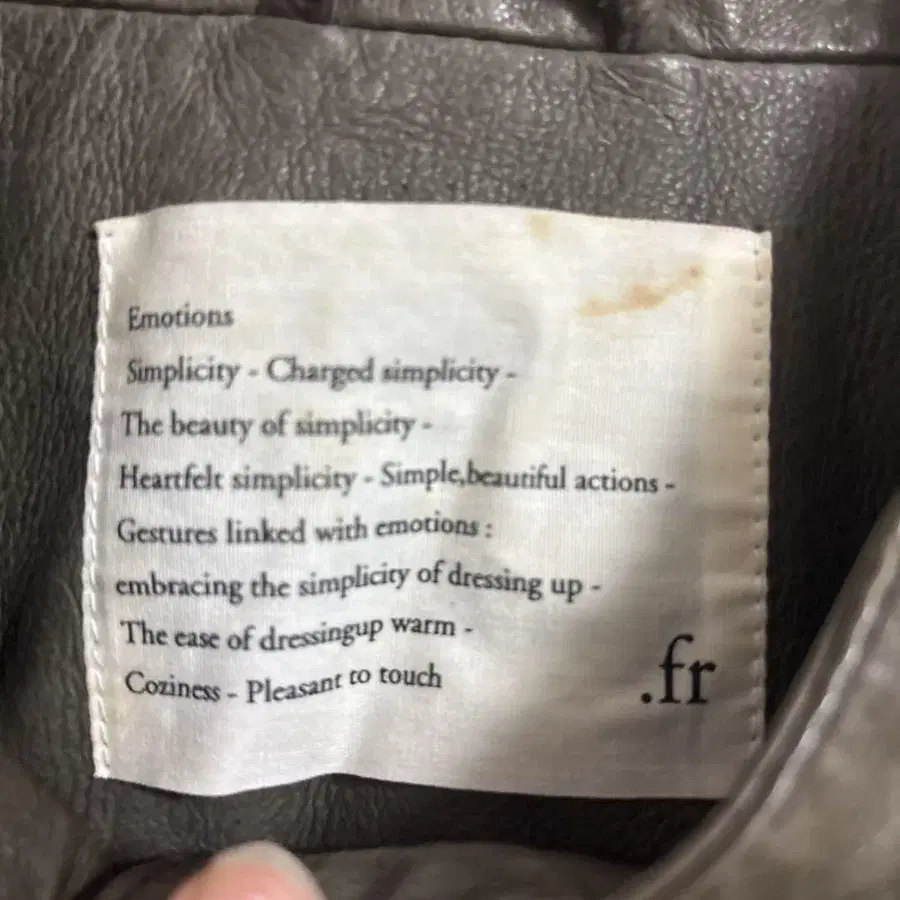 Emotions
Simplicity - Charged simplicity -
The beauty of simplicity -
Heartfelt simplicity - Simple,beautiful actions -
Gestures linked with emotions :
embracing the simplicity of dressing up -
The ease of dressingup warm -
Coziness - Pleasant to touch
.fr